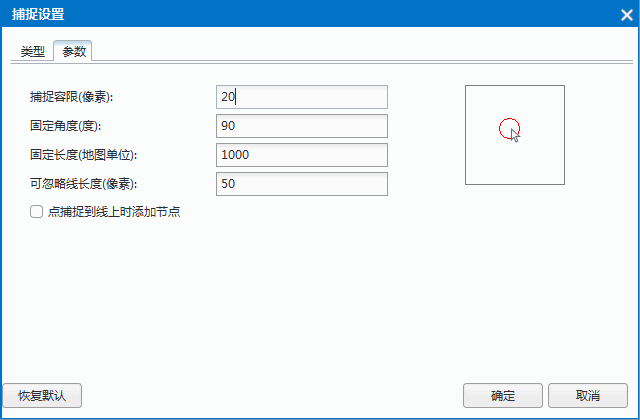 捕捉设置
类型 参数
捕捉容限(像素): 20
固定角度(度): 90
固定长度(地图单位): 1000
可忽略线长度(像素): 50
点捕捉到线上时添加节点
恢复默认 确定 取消